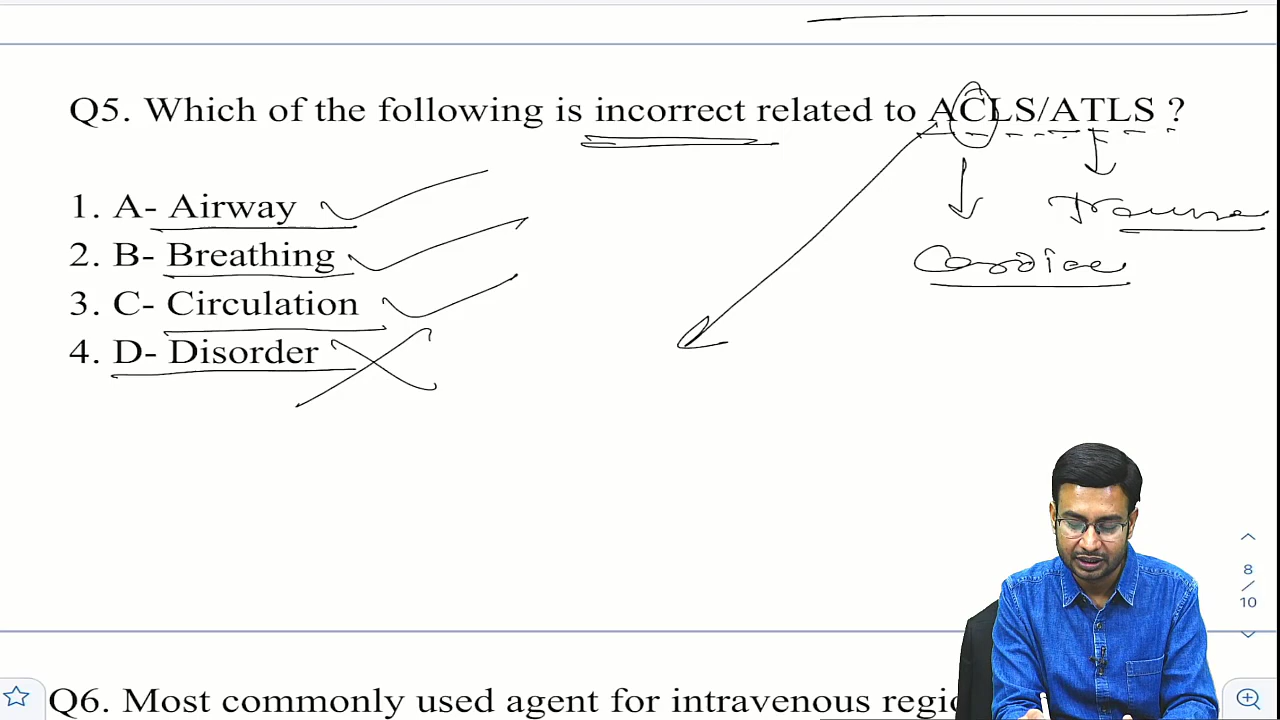 Q5. Which of the following is incorrect related to ACLS/ATLS ?
1. A- Airway
2. B- Breathing
3. C- Circulation
4. D- Disorder
Trauma
Cardiac
8
/
10
Q6. Most commonly used agent for intravenous regio